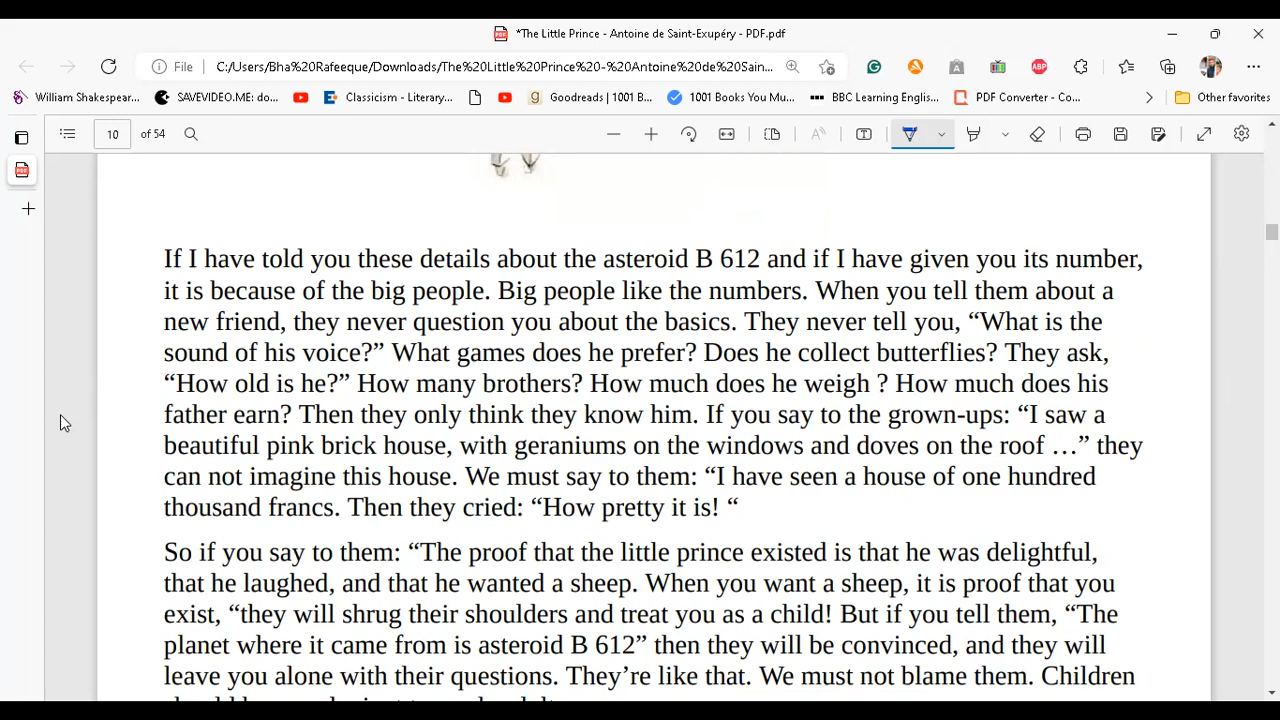 *The Little Prince - Antoine de Saint-Exupéry - PDF.pdf
File C:/Users/Bha%20Rafeeque/Downloads/The%20Little%20Prince%20-%20Antoine%20de%20Sain...
William Shakespear... SAVEVIDEO.ME: do... Classicism - Literary... Goodreads | 1001 B... 1001 Books You Mu... BBC Learning Englis... PDF Converter - Co... Other favorites
10 of 54
If I have told you these details about the asteroid B 612 and if I have given you its number,
it is because of the big people. Big people like the numbers. When you tell them about a
new friend, they never question you about the basics. They never tell you, “What is the
sound of his voice?” What games does he prefer? Does he collect butterflies? They ask,
“How old is he?” How many brothers? How much does he weigh ? How much does his
father earn? Then they only think they know him. If you say to the grown-ups: “I saw a
beautiful pink brick house, with geraniums on the windows and doves on the roof …” they
can not imagine this house. We must say to them: “I have seen a house of one hundred
thousand francs. Then they cried: “How pretty it is! “
So if you say to them: “The proof that the little prince existed is that he was delightful,
that he laughed, and that he wanted a sheep. When you want a sheep, it is proof that you
exist, “they will shrug their shoulders and treat you as a child! But if you tell them, “The
planet where it came from is asteroid B 612” then they will be convinced, and they will
leave you alone with their questions. They’re like that. We must not blame them. Children